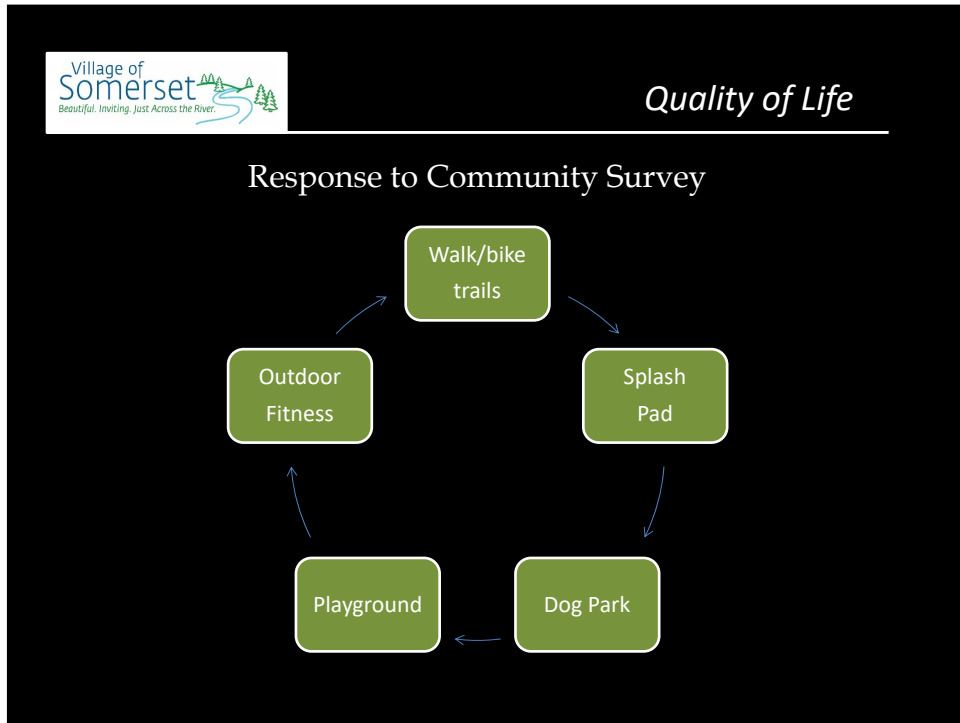 Village of
Somerset
Beautiful. Inviting. Just Across the River.
Quality of Life
Response to Community Survey
Walk/bike
trails
Splash
Pad
Dog Park
Playground
Outdoor
Fitness